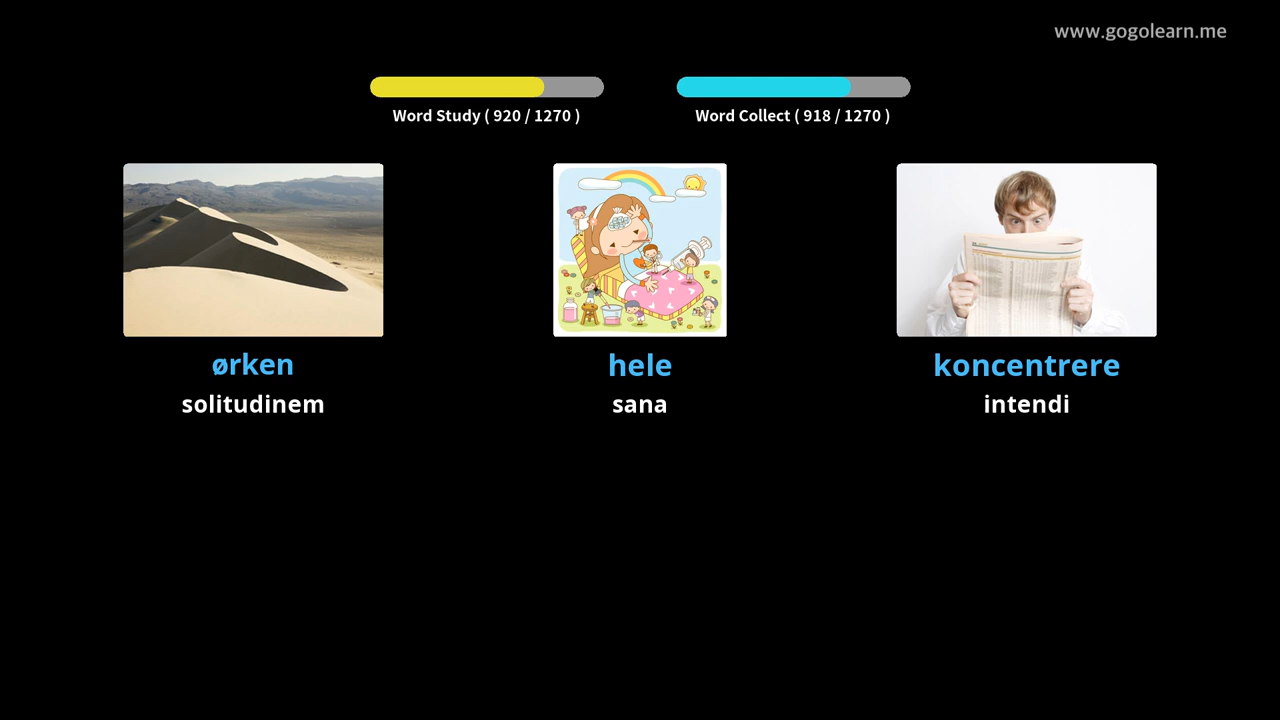 www.gogolearn.me
Word Study ( 920 / 1270 )
Word Collect ( 918 / 1270 )
ørken
hele
koncentrere
solitudinem
sana
intendi